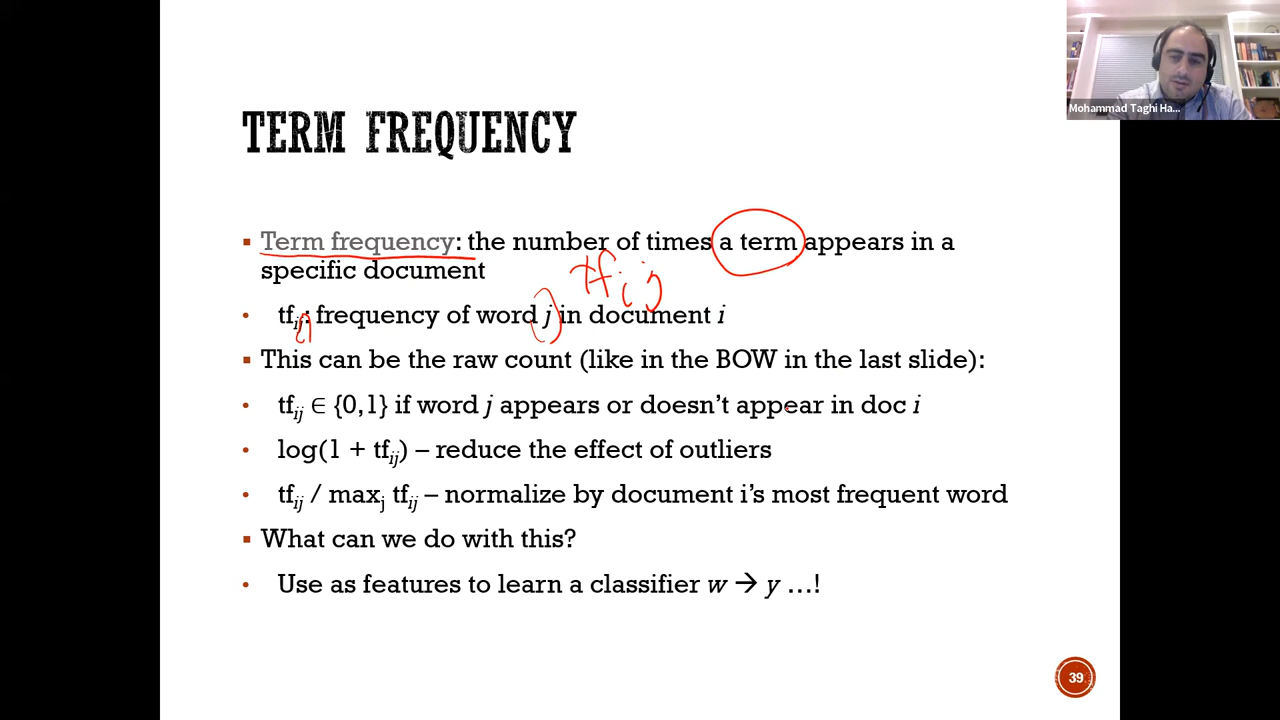 Mohammad Taghi Ha...
TERM FREQUENCY
▪ Term frequency: the number of times a term appears in a
specific document
tf i j
• tfij: frequency of word j in document i
▪ This can be the raw count (like in the BOW in the last slide):
• tfij ∈ {0,1} if word j appears or doesn’t appear in doc i
• log(1 + tfij) – reduce the effect of outliers
• tfij / maxj tfij – normalize by document i’s most frequent word
▪ What can we do with this?
• Use as features to learn a classifier w → y …!
39